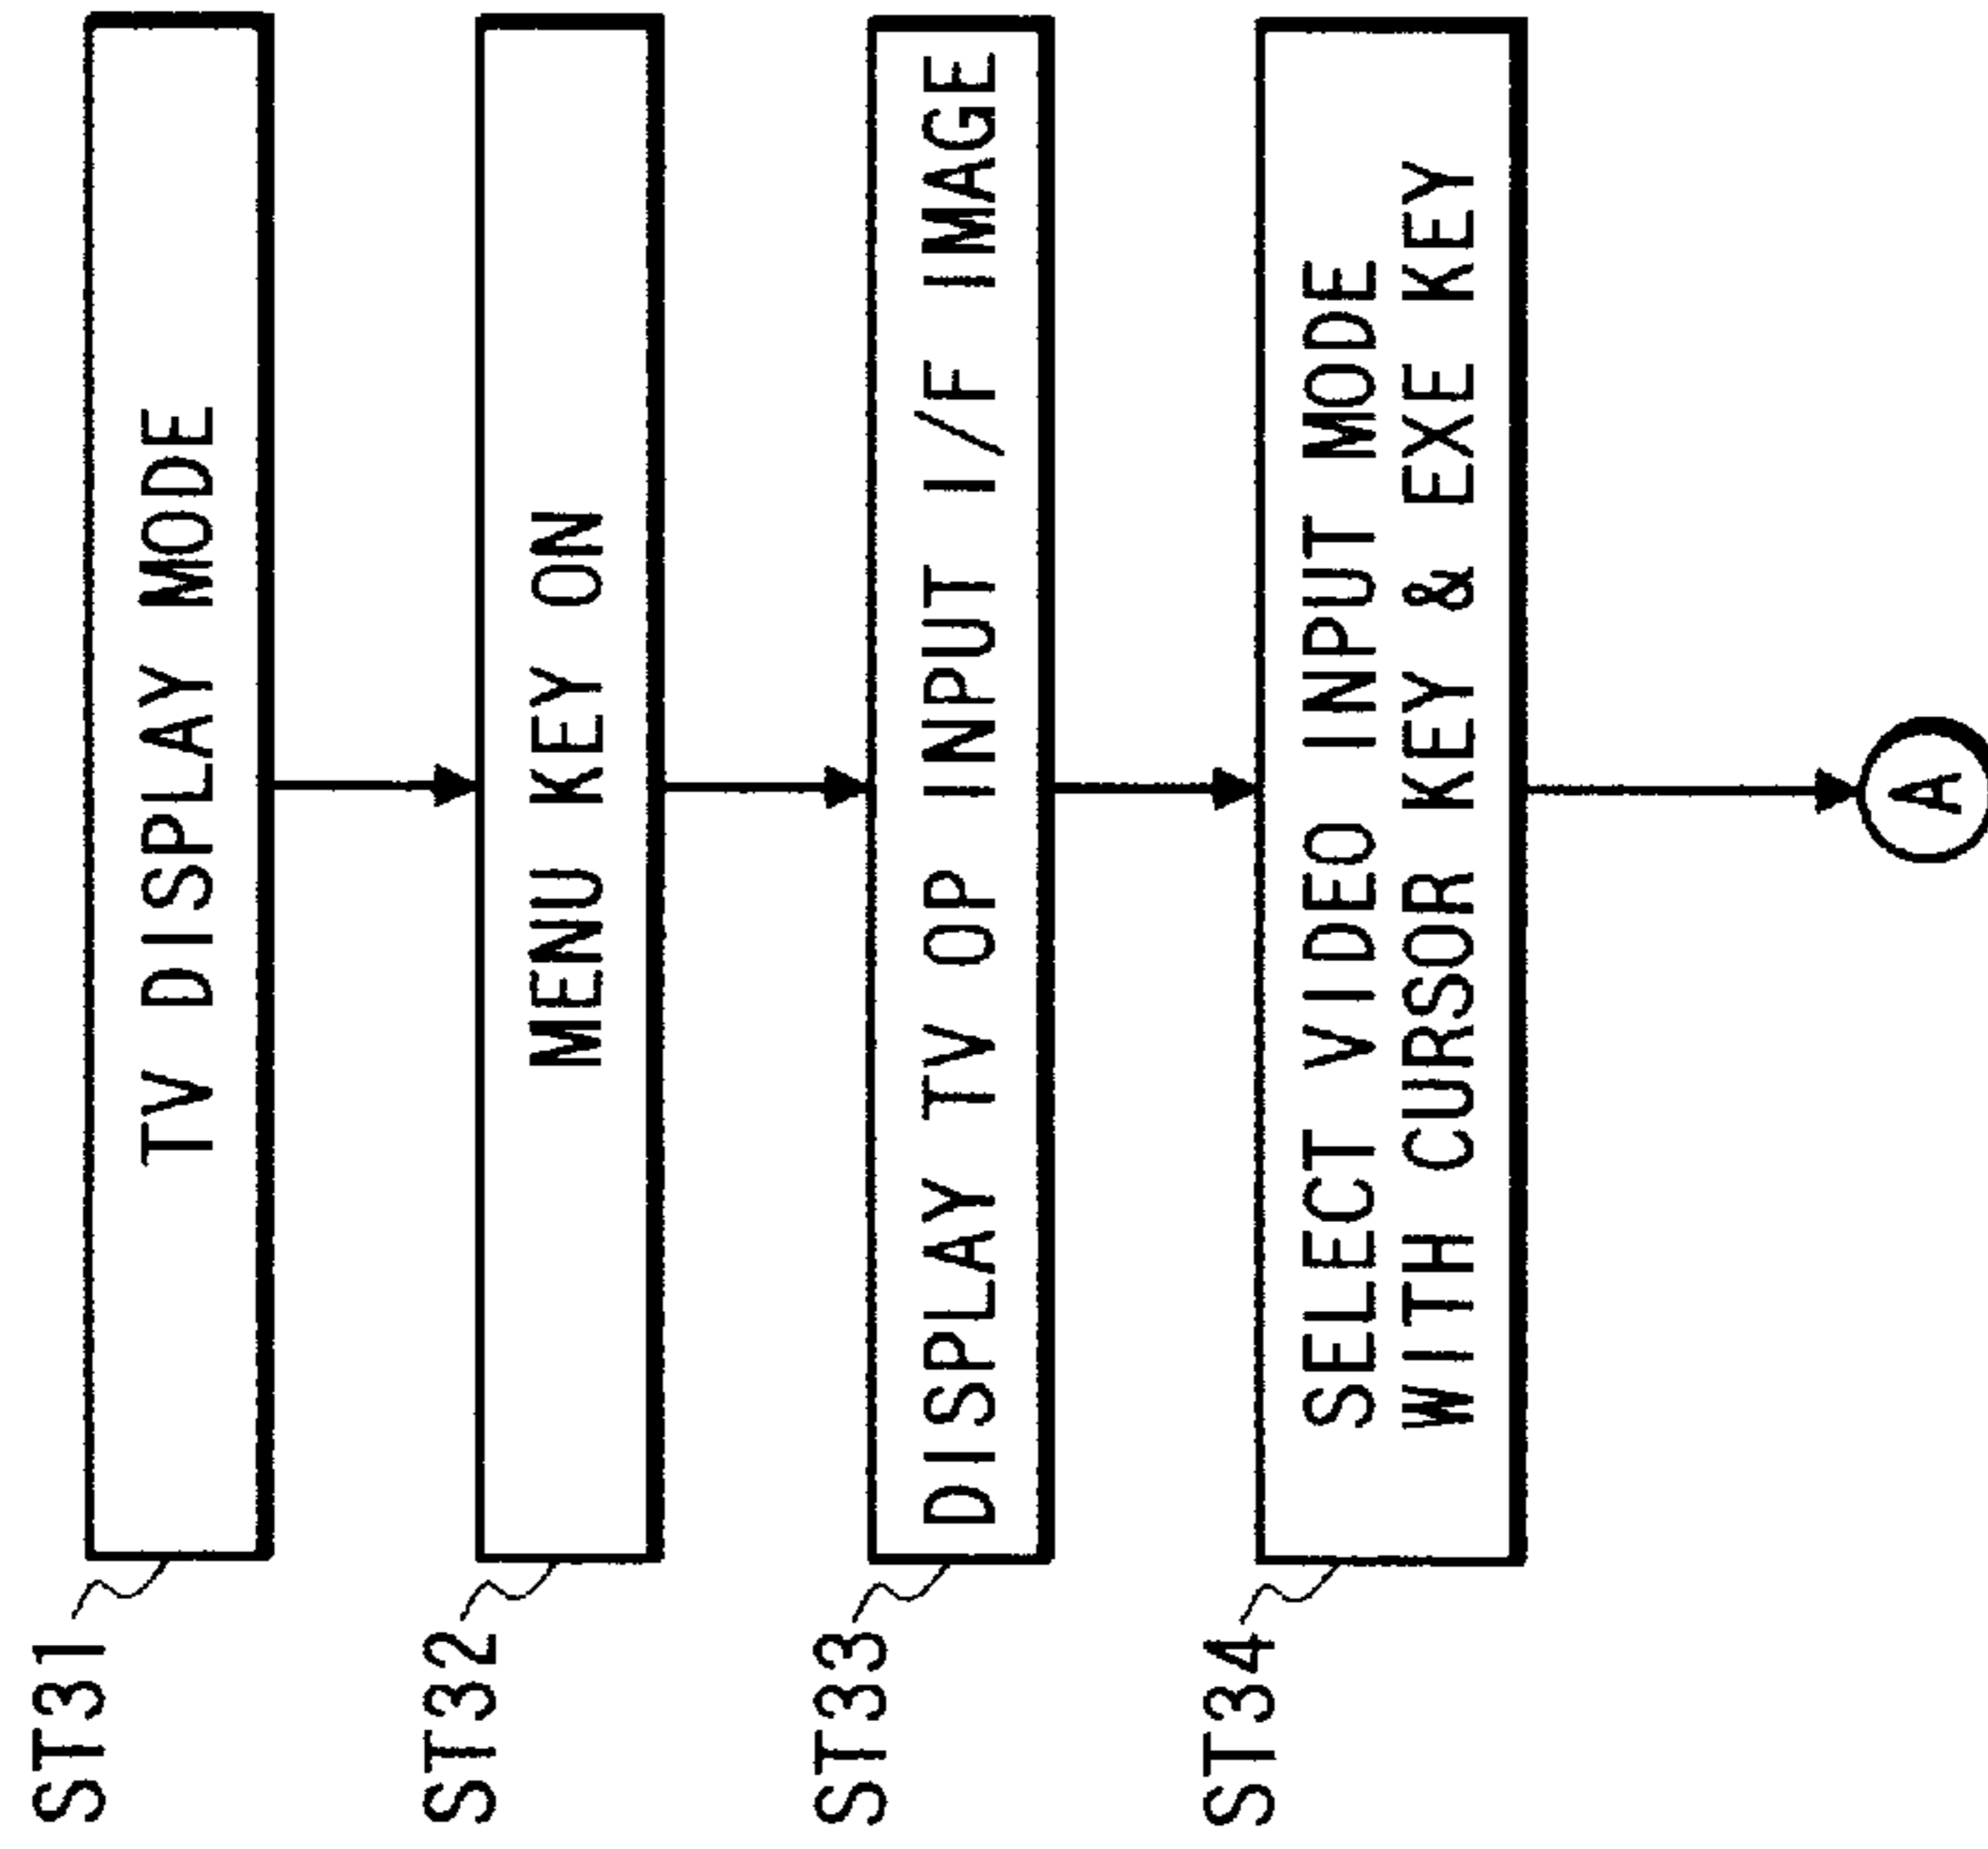 ST31
TV DISPLAY MODE
ST32
MENU KEY ON
ST33
DISPLAY TV OP INPUT I/F IMAGE
ST34
SELECT VIDEO INPUT MODE
WITH CURSOR KEY & EXE KEY
A